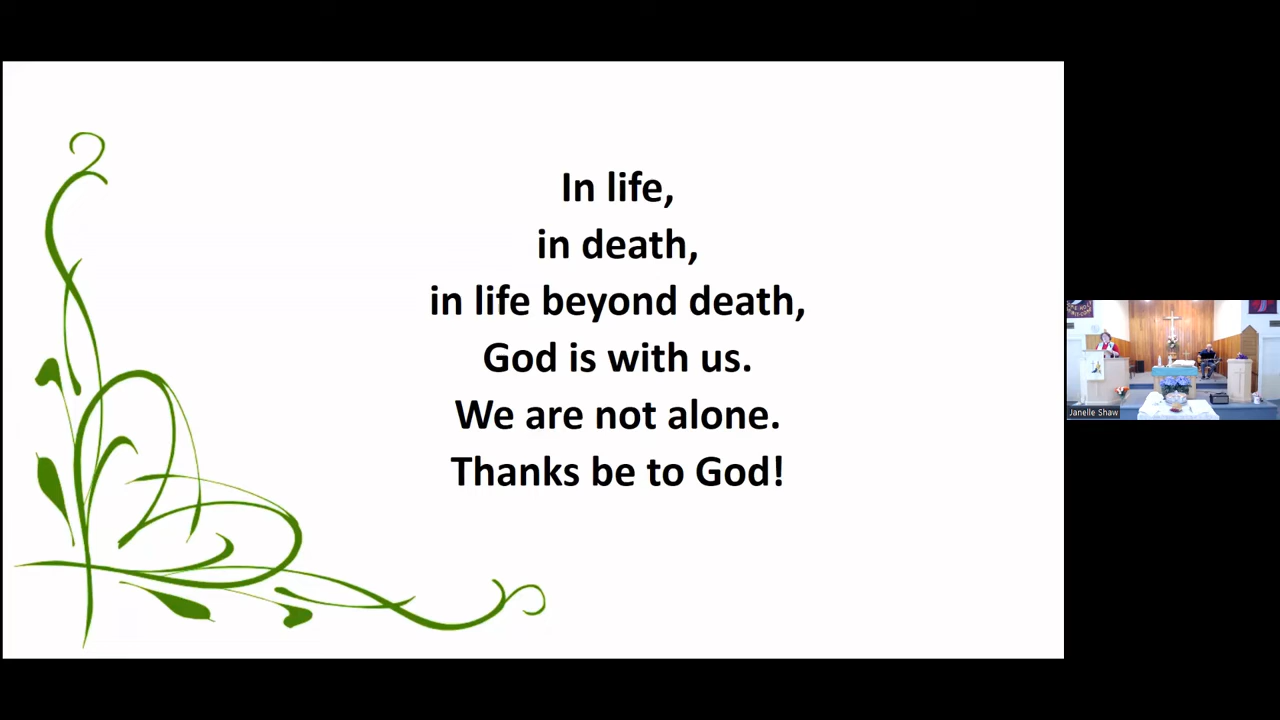 In life,
in death,
in life beyond death,
God is with us.
We are not alone.
Thanks be to God!
Janelle Shaw